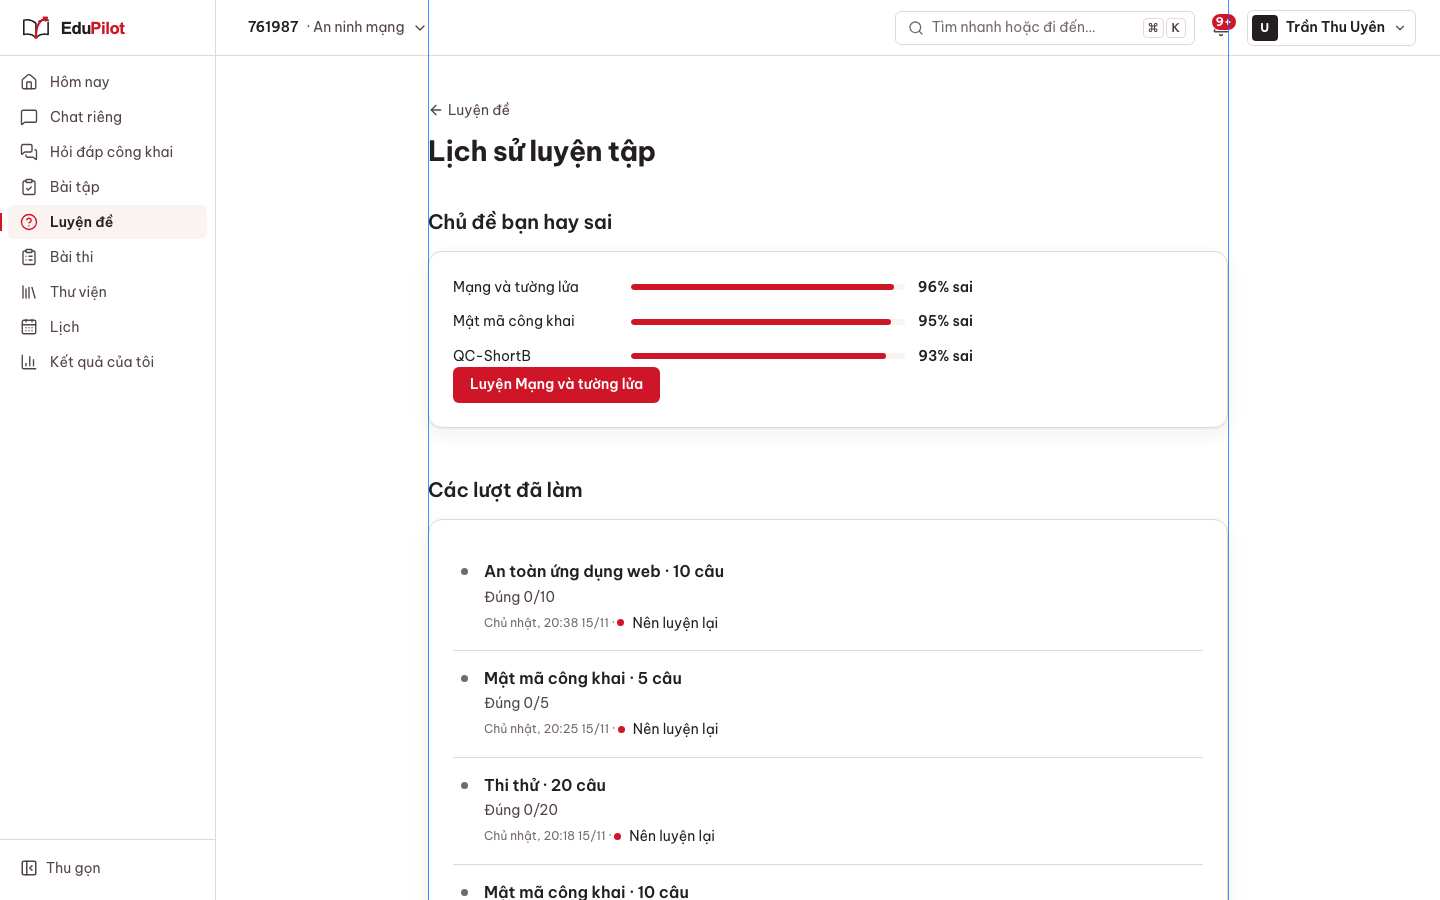 EduPilot
761987 · An ninh mạng
Tìm nhanh hoặc đi đến...
⌘ K
9+
U Trần Thu Uyên
Hôm nay
Chat riêng
Hỏi đáp công khai
Bài tập
Luyện đề
Bài thi
Thư viện
Lịch
Kết quả của tôi
Thu gọn
Luyện đề
Lịch sử luyện tập
Chủ đề bạn hay sai
Mạng và tường lửa 96% sai
Mật mã công khai 95% sai
QC-ShortB 93% sai
Luyện Mạng và tường lửa
Các lượt đã làm
An toàn ứng dụng web · 10 câu
Đúng 0/10
Chủ nhật, 20:38 15/11 · Nên luyện lại
Mật mã công khai · 5 câu
Đúng 0/5
Chủ nhật, 20:25 15/11 · Nên luyện lại
Thi thử · 20 câu
Đúng 0/20
Chủ nhật, 20:18 15/11 · Nên luyện lại
Mật mã công khai · 10 câu